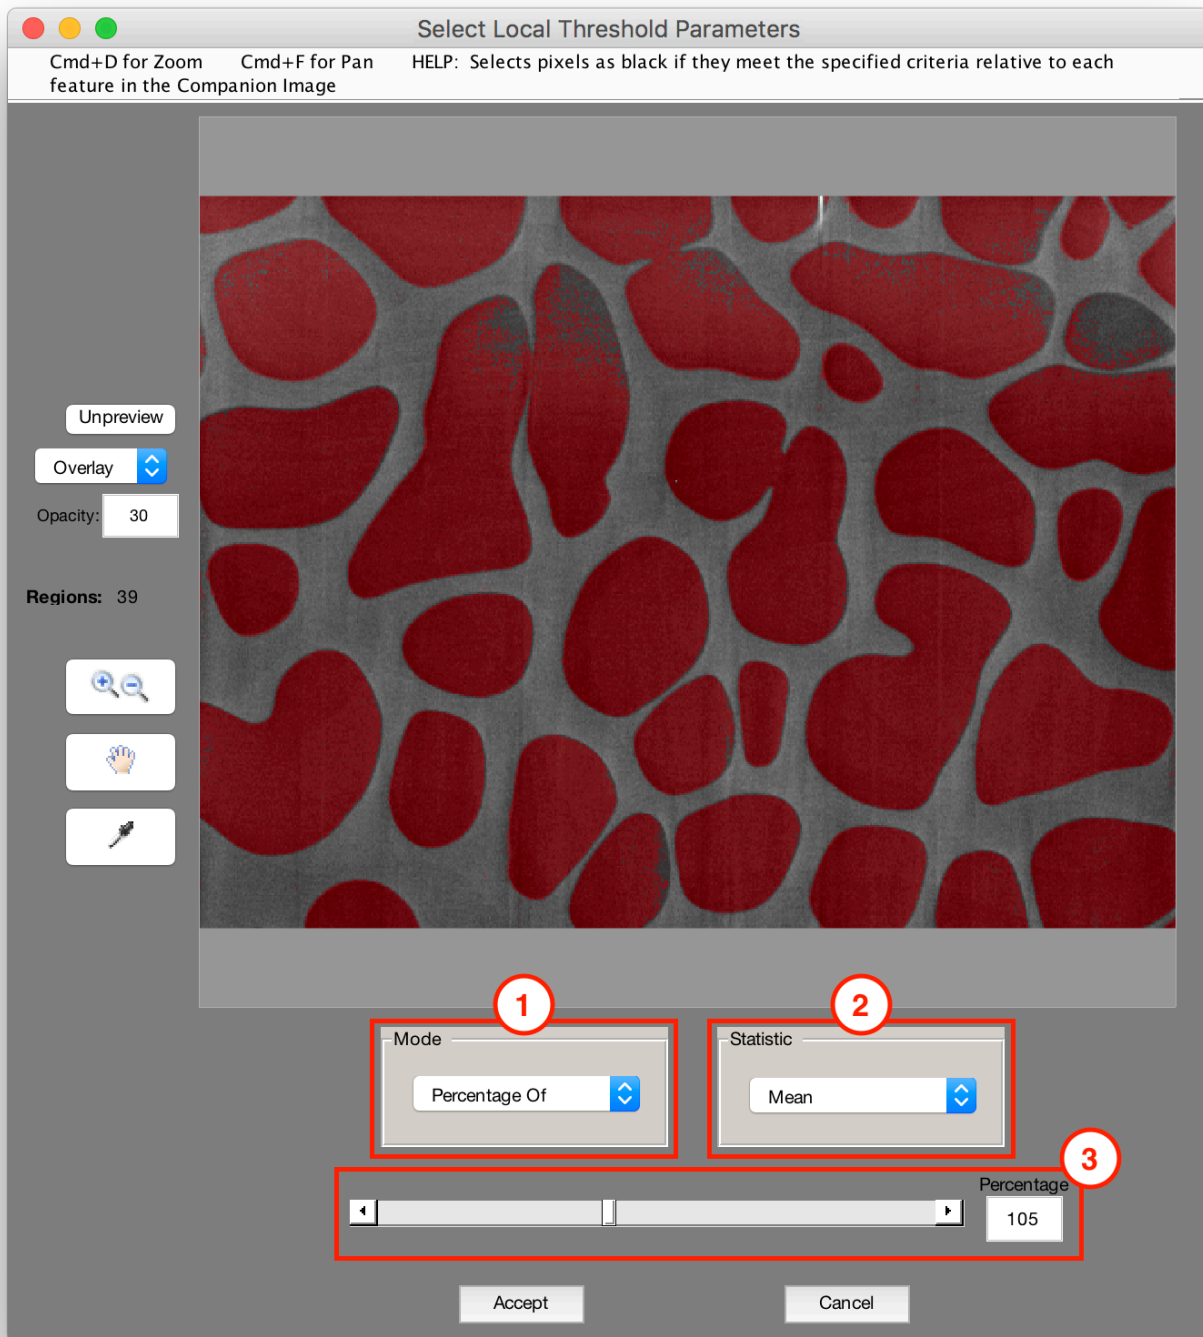 Select Local Threshold Parameters
Cmd+D for Zoom Cmd+F for Pan HELP: Selects pixels as black if they meet the specified criteria relative to each
feature in the Companion Image
Unpreview
Overlay
Opacity: 30
Regions: 39
1
2
Mode
Statistic
Percentage Of
Mean
3
Percentage
105
Accept
Cancel